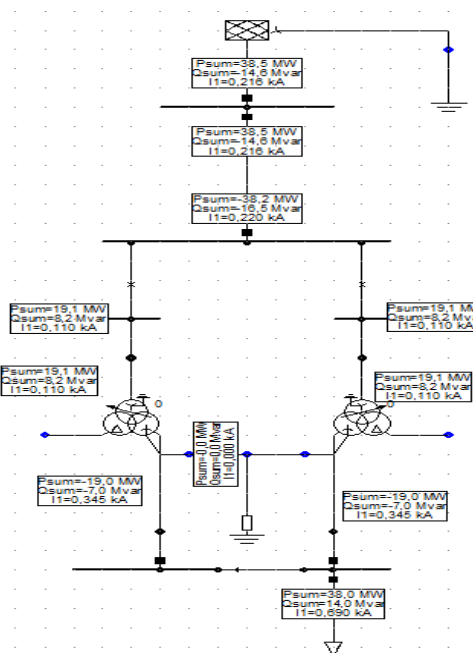 Psum=38,5 MW
Qsum=-14,6 Mvar
I1=0,216 kA
Psum=38,5 MW
Qsum=-14,6 Mvar
I1=0,216 kA
Psum=-38,2 MW
Qsum=-16,5 Mvar
I1=0,220 kA
Psum=19,1 MW
Qsum=8,2 Mvar
I1=0,110 kA
Psum=19,1 MW
Qsum=8,2 Mva
I1=0,110 kA
Psum=19,1 MW
Qsum=8,2 Mvar
I1=0,110 kA
Psum=19,1 MW
Qsum=8,2 Mvar
I1=0,110 kA
0
0
Psum=-0,0 MW
Qsum=0,0 Mvar
I1=0,000 kA
Psum=-19,0 MW
Qsum=-7,0 Mvar
I1=0,345 kA
Psum=-19,0 MW
Qsum=-7,0 Mvar
I1=0,345 kA
Psum=38,0 MW
Qsum=14,0 Mvar
I1=0,690 kA